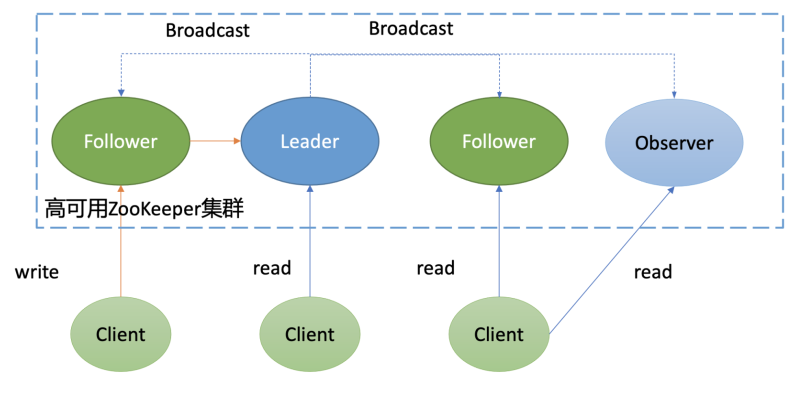 Broadcast
Broadcast
Follower
Leader
Follower
Observer
高可用ZooKeeper集群
write
read
read
read
Client
Client
Client